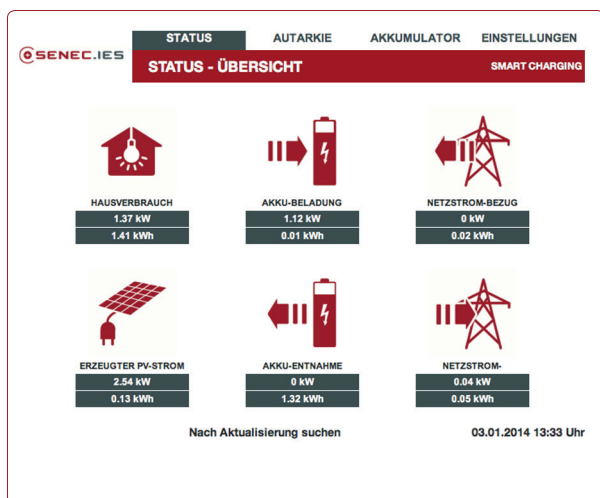 STATUS AUTARKIE AKKUMULATOR EINSTELLUNGEN
SENEC.IES
STATUS - ÜBERSICHT SMART CHARGING
HAUSVERBRAUCH AKKU-BELADUNG NETZSTROM-BEZUG
1.37 kW 1.12 kW 0 kW
1.41 kWh 0.01 kWh 0.02 kWh
ERZEUGTER PV-STROM AKKU-ENTNAHME NETZSTROM-
2.54 kW 0 kW 0.04 kW
0.13 kWh 1.32 kWh 0.05 kWh
Nach Aktualisierung suchen 03.01.2014 13:33 Uhr